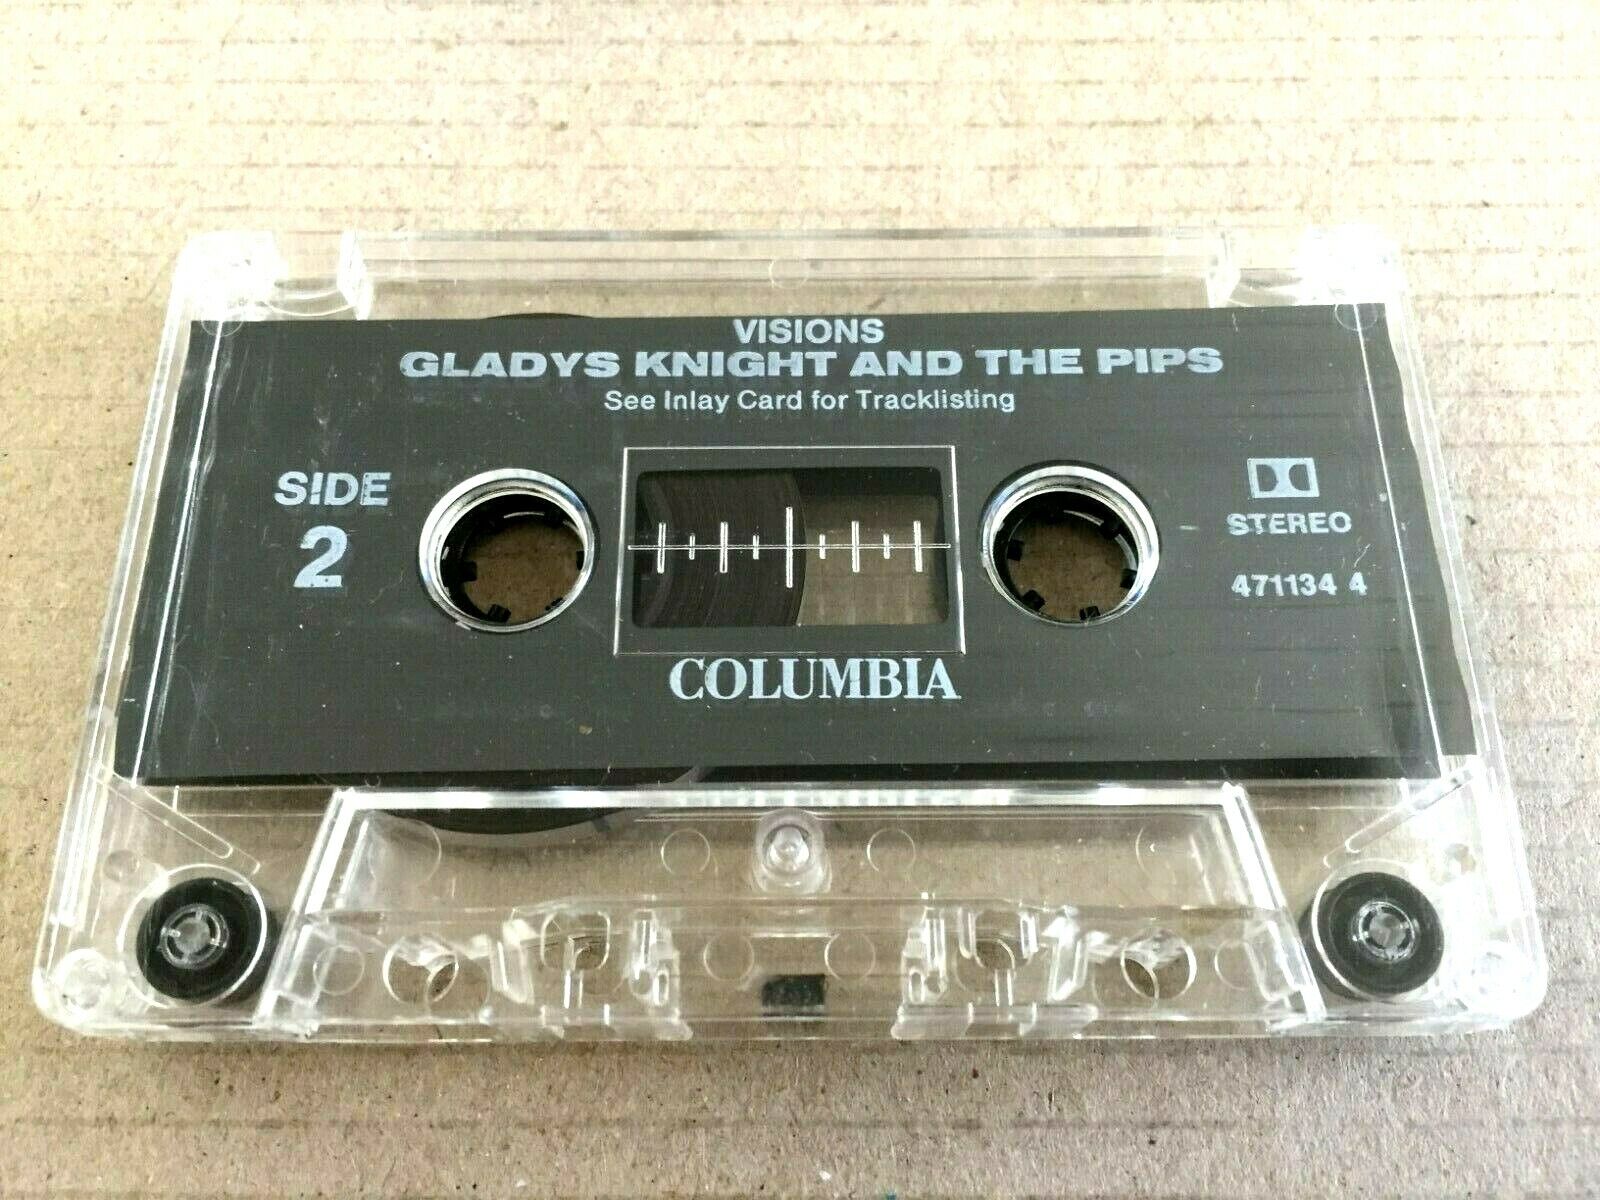 VISIONS
GLADYS KNIGHT AND THE PIPS
See Inlay Card for Tracklisting
SIDE
2
STEREO
471134 4
COLUMBIA